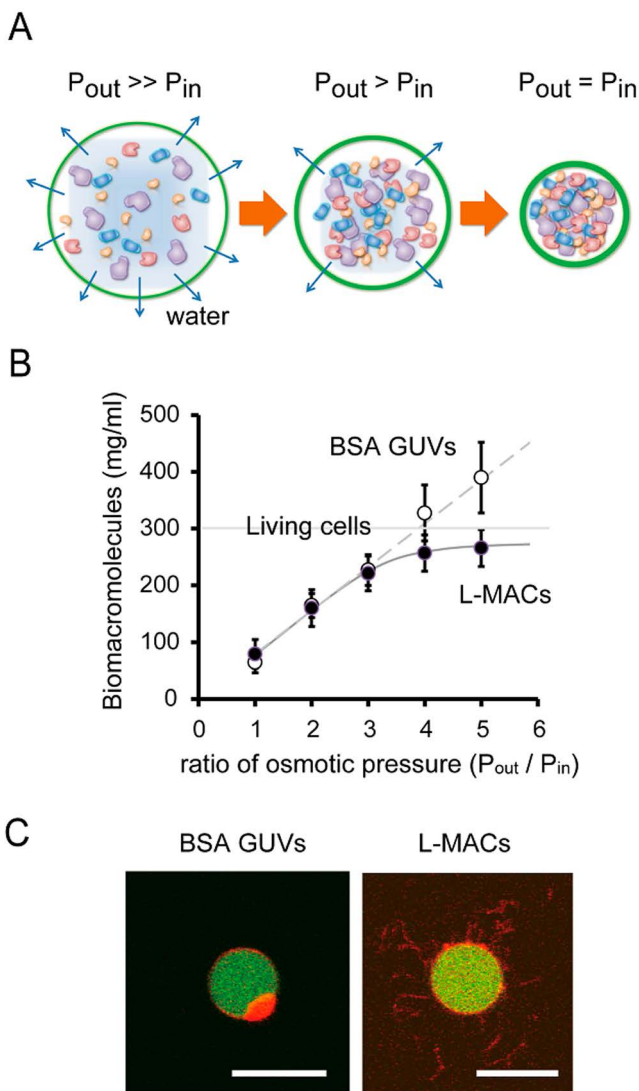 A
Pout >> Pin
Pout > Pin
Pout = Pin
water
B
Biomacromolecules (mg/ml)
500
400
300
200
100
0
BSA GUVs
Living cells
L-MACs
0 1 2 3 4 5 6
ratio of osmotic pressure (Pout / Pin)
C
BSA GUVs
L-MACs